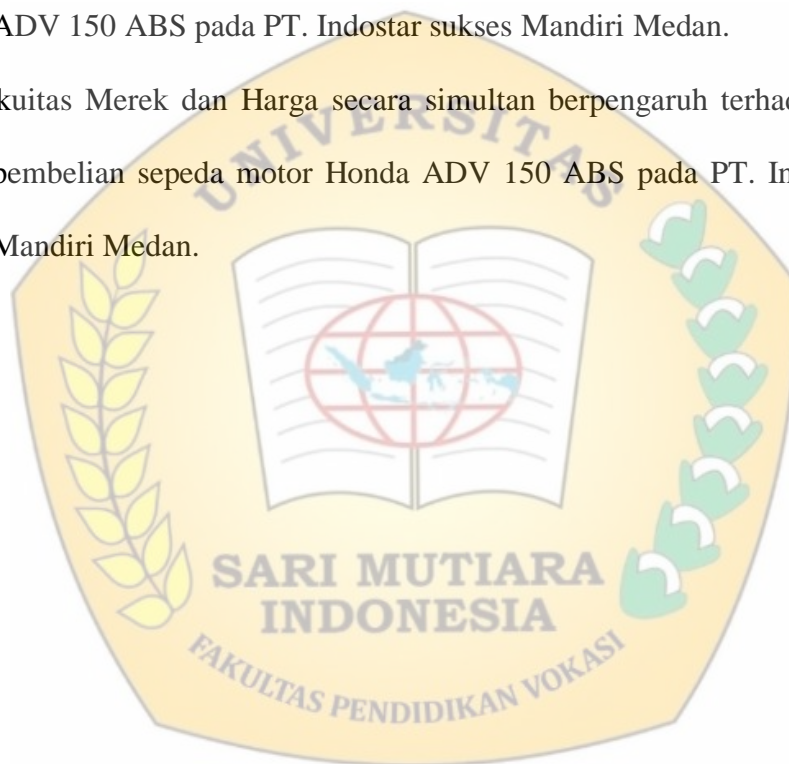 ADV 150 ABS pada PT. Indostar sukses Mandiri Medan.
kuitas Merek dan Harga secara simultan berpengaruh terhad
pembelian sepeda motor Honda ADV 150 ABS pada PT. In
Mandiri Medan.
UNIVERSITAS
SARI MUTIARA
INDONESIA
FAKULTAS PENDIDIKAN VOKASI